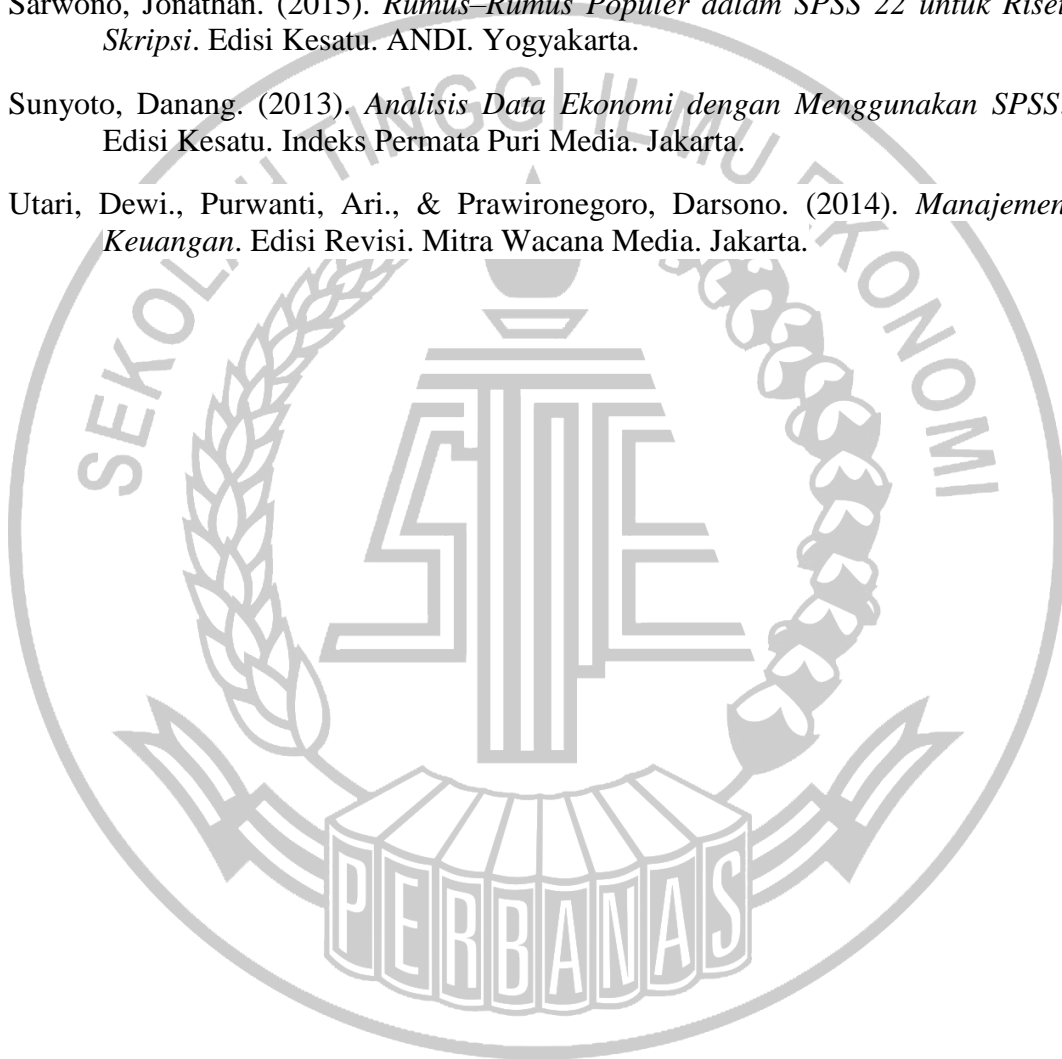 Sarwono, Jonathan. (2015). Rumus–Rumus Populer dalam SPSS 22 untuk Riset
Skripsi. Edisi Kesatu. ANDI. Yogyakarta.
Sunyoto, Danang. (2013). Analisis Data Ekonomi dengan Menggunakan SPSS.
Edisi Kesatu. Indeks Permata Puri Media. Jakarta.
Utari, Dewi., Purwanti, Ari., & Prawironegoro, Darsono. (2014). Manajemen
Keuangan. Edisi Revisi. Mitra Wacana Media. Jakarta.
SEKOLAH TINGGI ILMU EKONOMI
STIE
PERBANAS